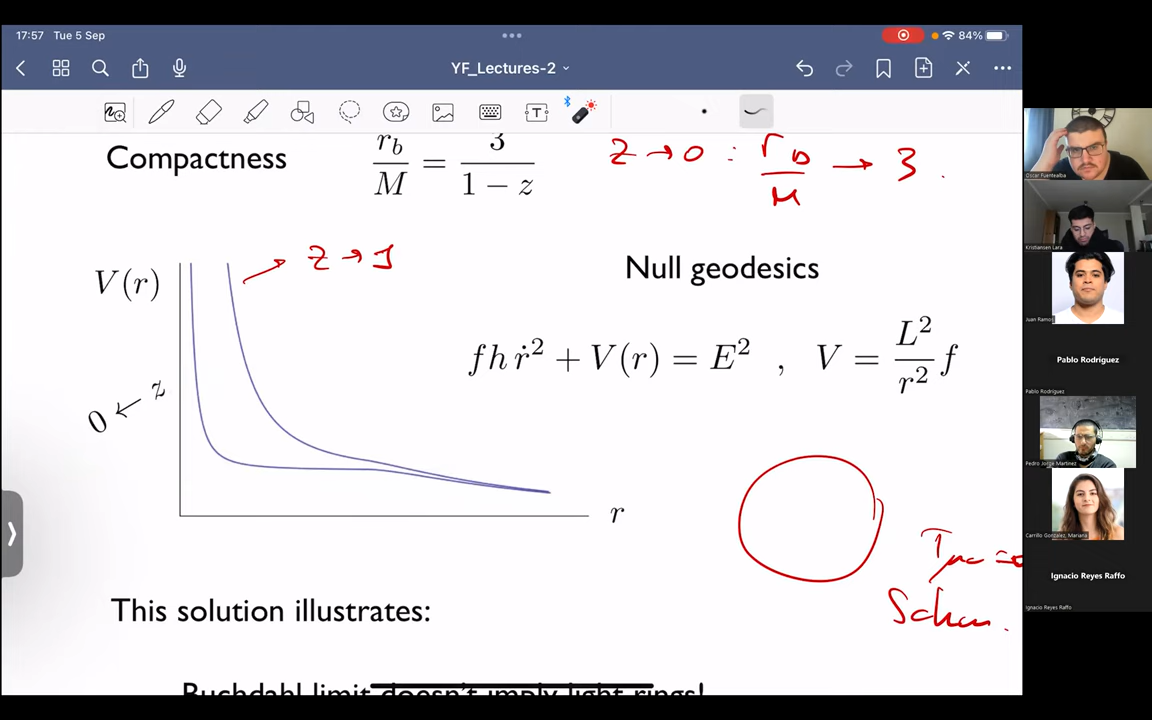 17:57 Tue 5 Sep
84%
YF_Lectures-2
Compactness
r_b / M = 3 / (1 − z)
z → 0 : r_b / M → 3 .
V(r)
z → 1
0 ← z
r
Null geodesics
f h ṙ² + V(r) = E² , V = L² / r² f
Schw.
This solution illustrates:
Buchdahl limit doesn't imply light rings!
Oscar Fuentealba
Kristiansen Lara
Juan Ramos
Pablo Rodríguez
Pablo Rodríguez
Pedro Jorge Martínez
Carrillo González, Mariana
Ignacio Reyes Raffo
Ignacio Reyes Raffo